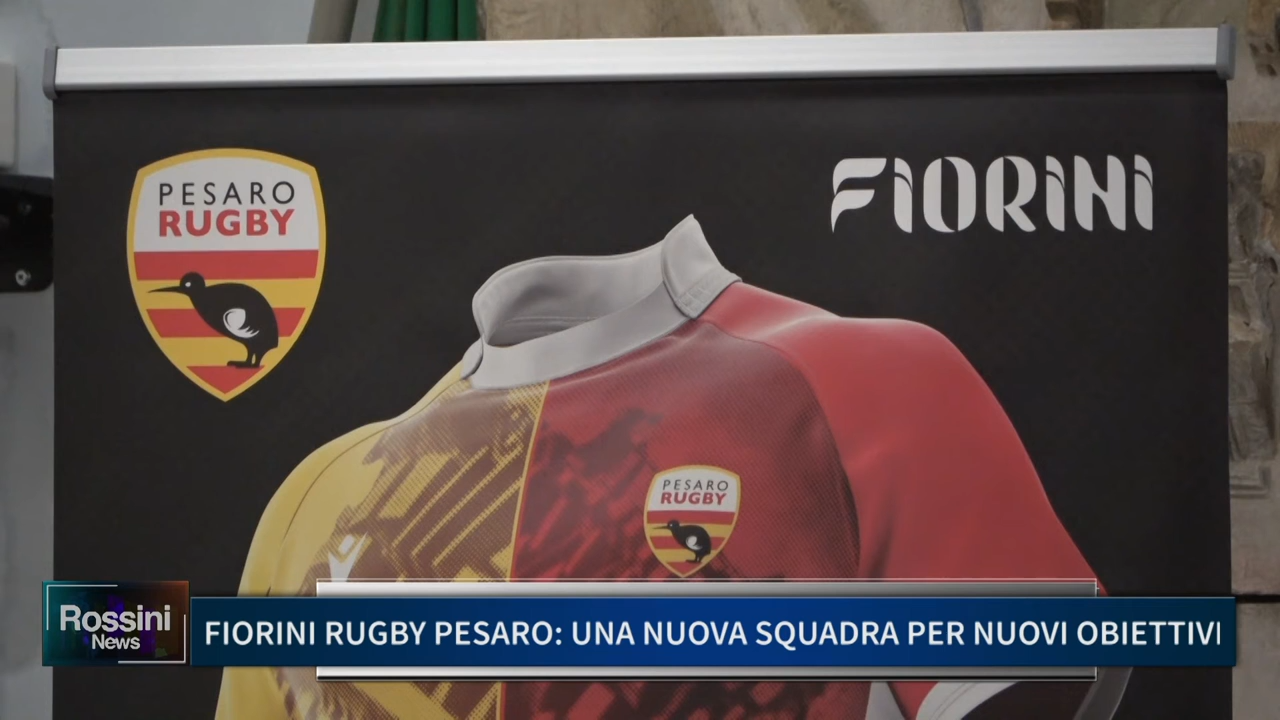 PESARO
RUGBY
FIORINI
PESARO
RUGBY
Rossini
News
FIORINI RUGBY PESARO: UNA NUOVA SQUADRA PER NUOVI OBIETTIVI